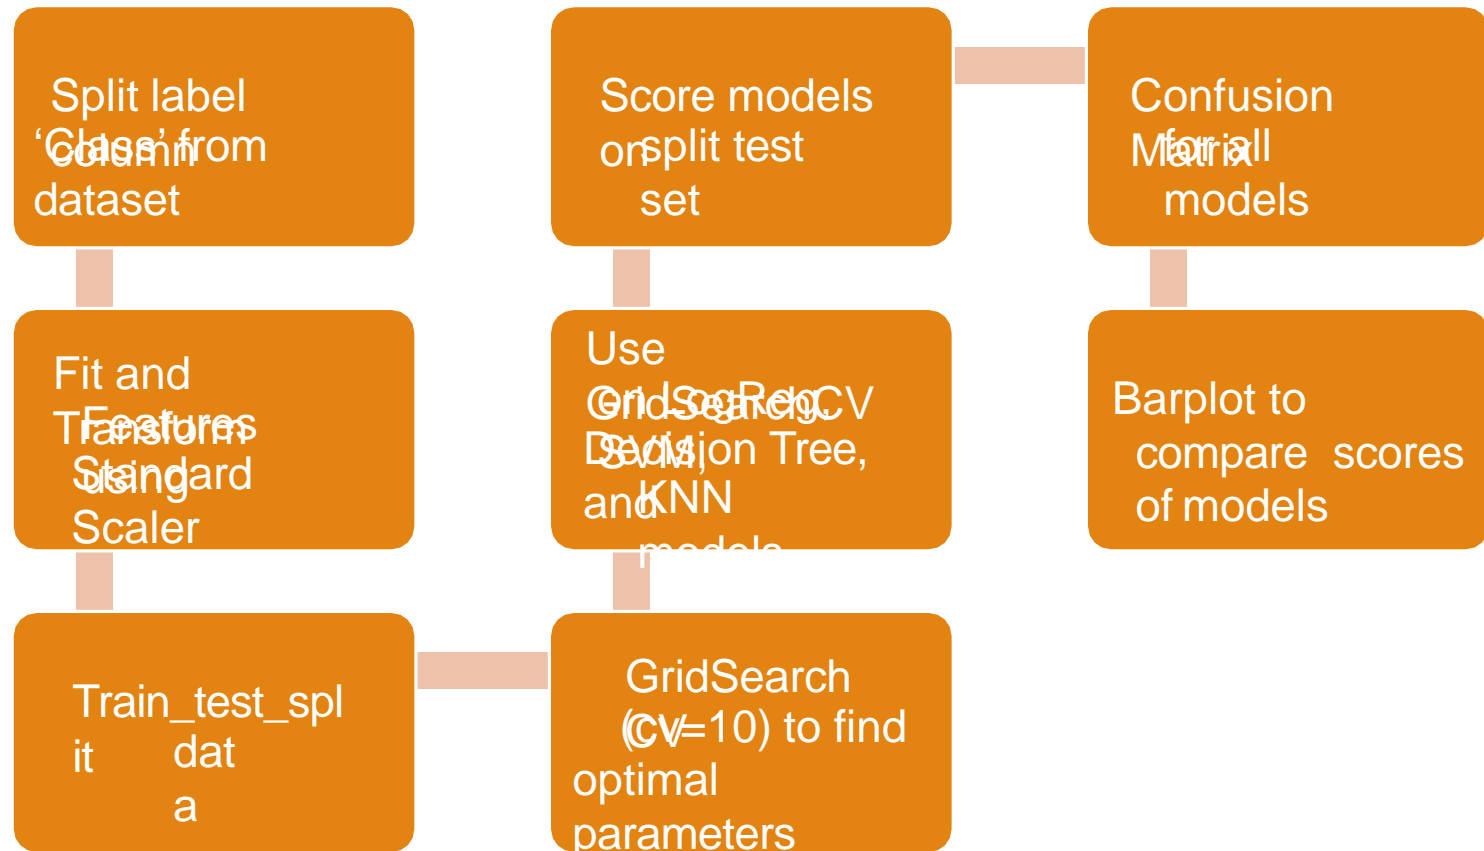 Split label
column
‘Class’ from
dataset
Fit and
Transform
Features
using
Standard
Scaler
Train_test_spl
it
dat
a
GridSearch
CV
(cv=10) to find
optimal
parameters
Use
GridSearchCV
on LogReg,
SVM,
Decision Tree,
and
KNN
models
Score models
on
split test
set
Confusion
Matrix
for all
models
Barplot to
compare scores
of models